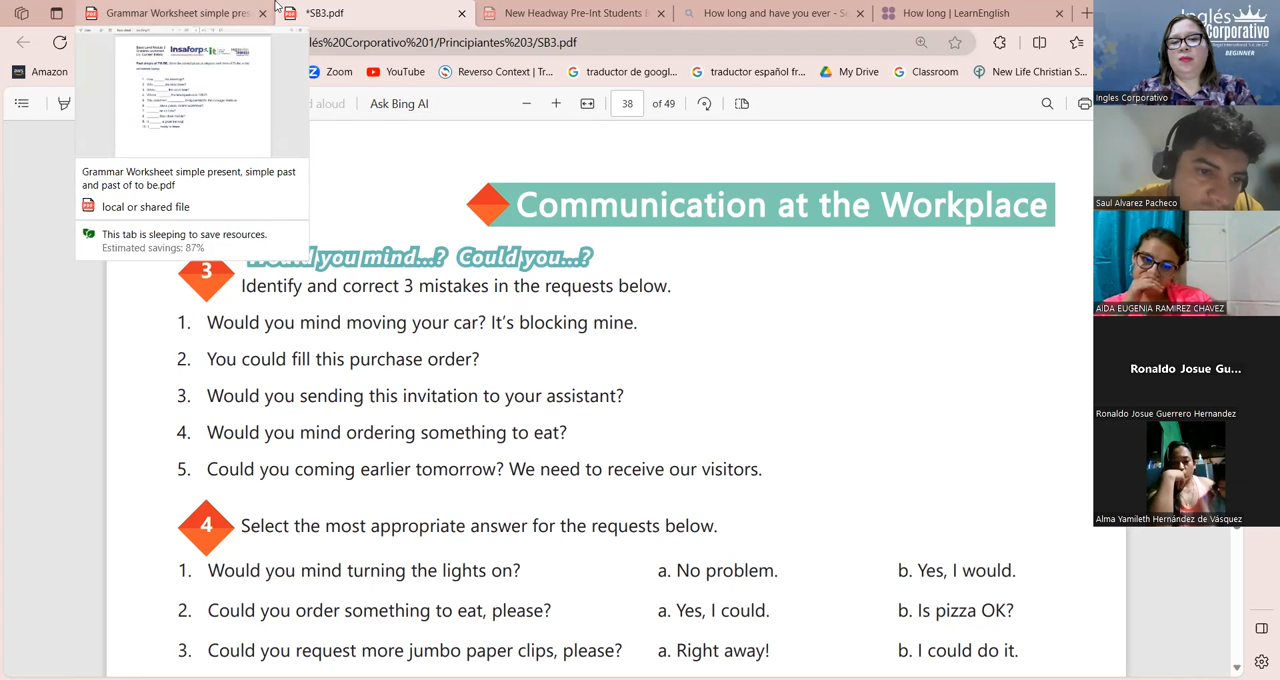 Grammar Worksheet simple pres
*SB3.pdf
New Headway Pre-Int Students B
How long and have you ever - Se
How long | LearnEnglish
Corporativo/Corporativo%20Beginner/SB3.pdf
Amazon
Zoom
YouTube
Reverso Context | Tr...
traductor de googl...
traductor español fr...
My Drive
Classroom
New Life Christian S...
aloud
Ask Bing AI
38
of 49
Grammar Worksheet simple present, simple past
and past of to be.pdf
local or shared file
This tab is sleeping to save resources.
Estimated savings: 87%
Communication at the Workplace
you mind...? Could you...?
3
Identify and correct 3 mistakes in the requests below.
1. Would you mind moving your car? It's blocking mine.
2. You could fill this purchase order?
3. Would you sending this invitation to your assistant?
4. Would you mind ordering something to eat?
5. Could you coming earlier tomorrow? We need to receive our visitors.
4
Select the most apropriate answer for the requests below.
1. Would you mind turning the lights on? a. No problem. b. Yes, I would.
2. Could you order something to eat, please? a. Yes, I could. b. Is pizza OK?
3. Could you request more jumbo paper clips, please? a. Right away! b. I could do it.
Inglés
Corporativo
BEGINNER
Ingles Corporativo
Saul Alvarez Pacheco
AIDA EUGENIA RAMIREZ CHAVEZ
Ronaldo Josue Gu...
Ronaldo Josue Guerrero Hernandez
Alma Yamileth Hernández de Vásquez